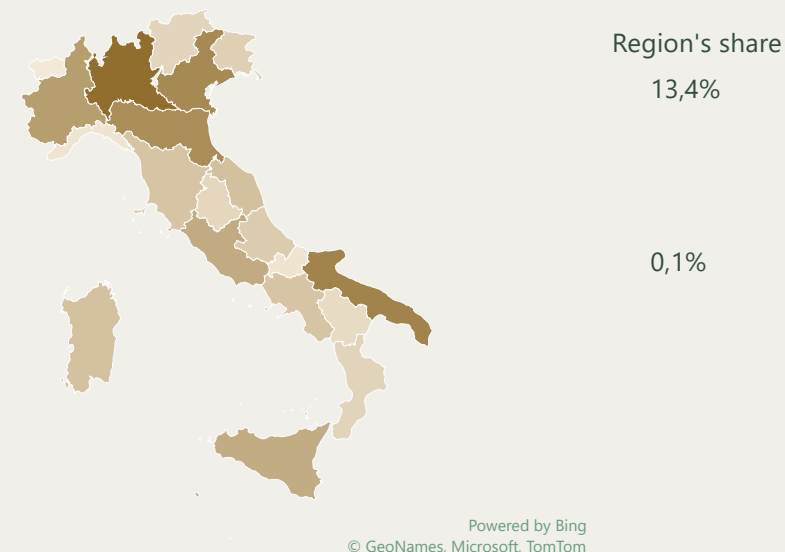 Region's share
13,4%
0,1%
Powered by Bing
© GeoNames, Microsoft, TomTom